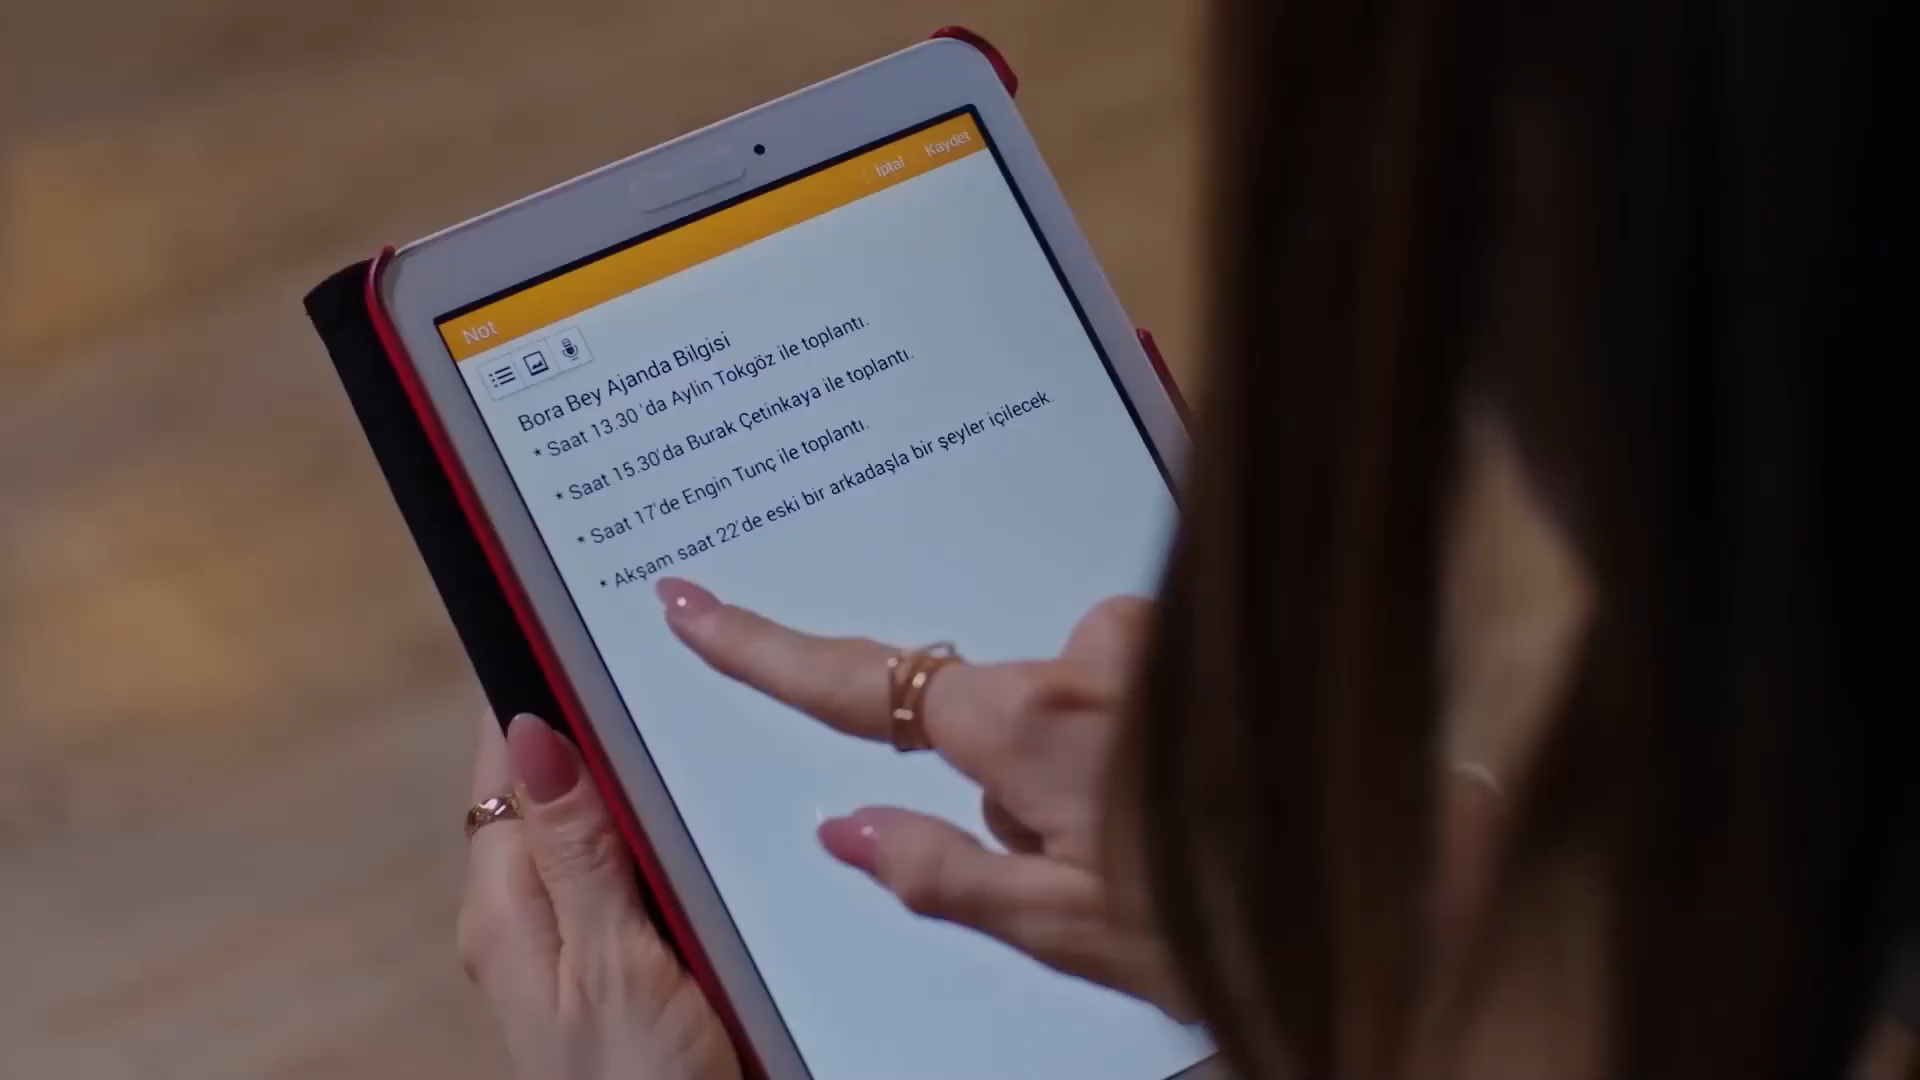 İptal Kaydet
Not
Bora Bey Ajanda Bilgisi
* Saat 13.30 'da Aylin Tokgöz ile toplantı.
* Saat 15.30'da Burak Çetinkaya ile toplantı.
* Saat 17'de Engin Tunç ile toplantı.
* Akşam saat 22'de eski bir arkadaşla bir şeyler içilecek.